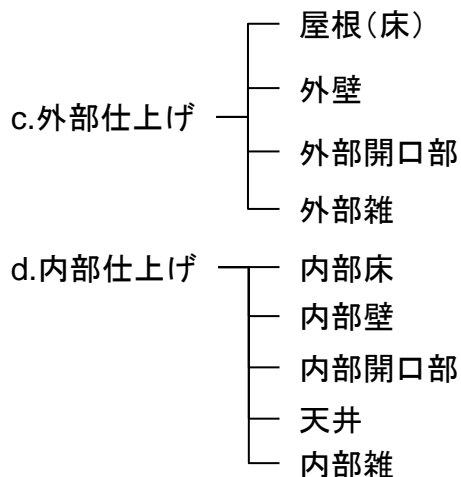 屋根（床）
外壁
c.外部仕上げ
外部開口部
外部雑
d.内部仕上げ
内部床
内部壁
内部開口部
天井
内部雑